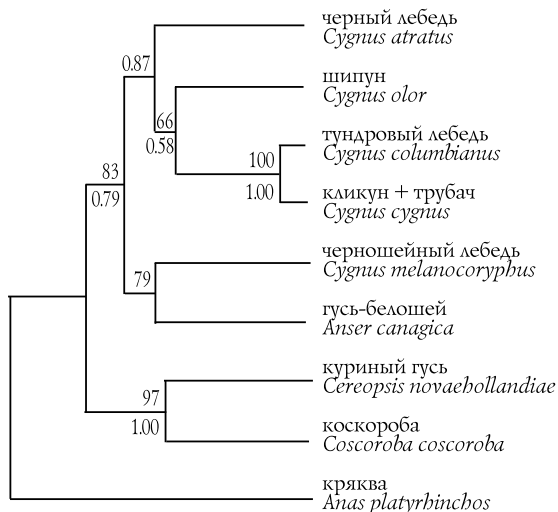 черный лебедь
Cygnus atratus
0.87
шипун
Cygnus olor
66
0.58
тундровый лебедь
Cygnus columbianus
100
1.00
кликун + трубач
Cygnus cygnus
83
0.79
черношейный лебедь
Cygnus melanocoryphus
79
гусь-белошей
Anser canagica
куриный гусь
Cereopsis novaehollandiae
97
1.00
коскороба
Coscoroba coscoroba
кряква
Anas platyrhinchos